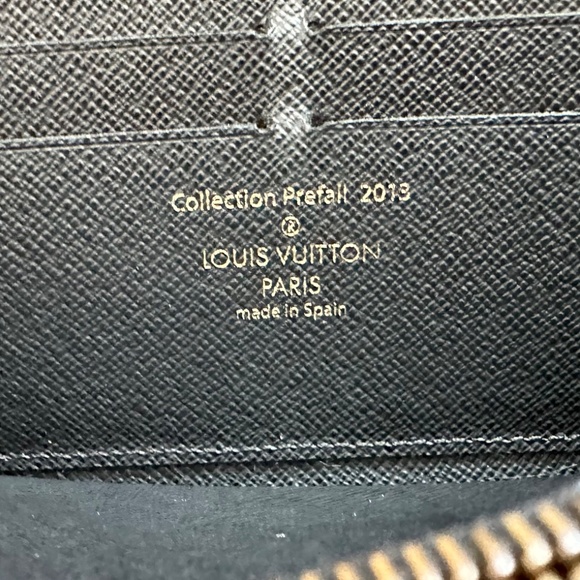 Collection Prefall 2013
®
LOUIS VUITTON
PARIS
made in Spain